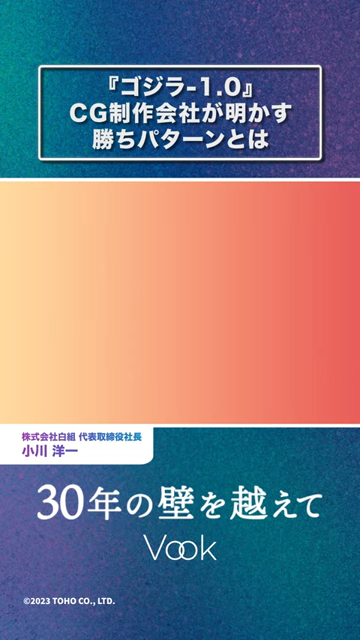 『ゴジラ-1.0』
CG制作会社が明かす
勝ちパターンとは
株式会社白組 代表取締役社長
小川 洋一
30年の壁を越えて
Vook
©2023 TOHO CO., LTD.